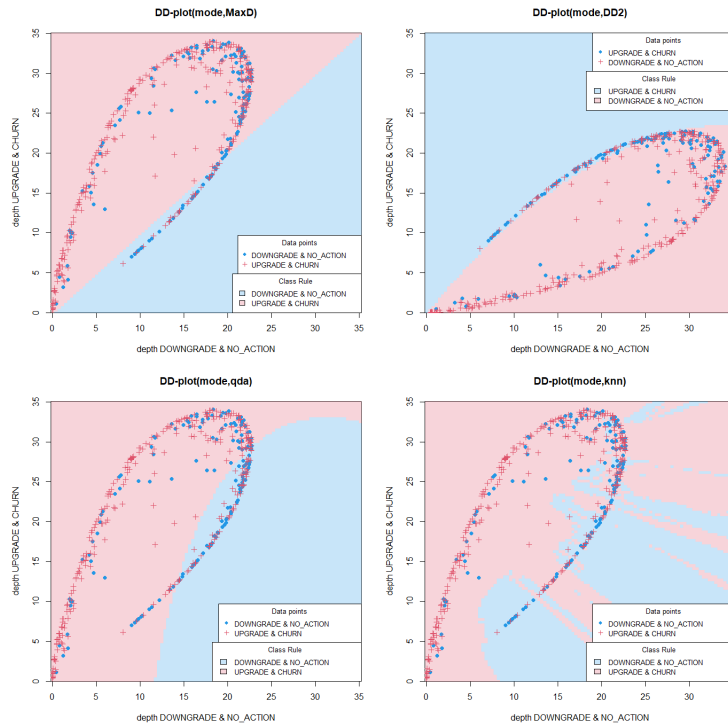 DD-plot(mode,MaxD)
depth UPGRADE & CHURN
0 5 10 15 20 25 30 35
Data points
DOWNGRADE & NO_ACTION
UPGRADE & CHURN
Class Rule
DOWNGRADE & NO_ACTION
UPGRADE & CHURN
0 5 10 15 20 25 30 35
depth DOWNGRADE & NO_ACTION
DD-plot(mode,DD2)
depth UPGRADE & CHURN
0 5 10 15 20 25 30 35
Data points
UPGRADE & CHURN
DOWNGRADE & NO_ACTION
Class Rule
UPGRADE & CHURN
DOWNGRADE & NO_ACTION
0 5 10 15 20 25 30
depth DOWNGRADE & NO_ACTION
DD-plot(mode,qda)
depth UPGRADE & CHURN
0 5 10 15 20 25 30 35
Data points
DOWNGRADE & NO_ACTION
UPGRADE & CHURN
Class Rule
DOWNGRADE & NO_ACTION
UPGRADE & CHURN
0 5 10 15 20 25 30 35
depth DOWNGRADE & NO_ACTION
DD-plot(mode,knn)
depth UPGRADE & CHURN
0 5 10 15 20 25 30 35
Data points
DOWNGRADE & NO_ACTION
UPGRADE & CHURN
Class Rule
DOWNGRADE & NO_ACTION
UPGRADE & CHURN
0 5 10 15 20 25 30
depth DOWNGRADE & NO_ACTION